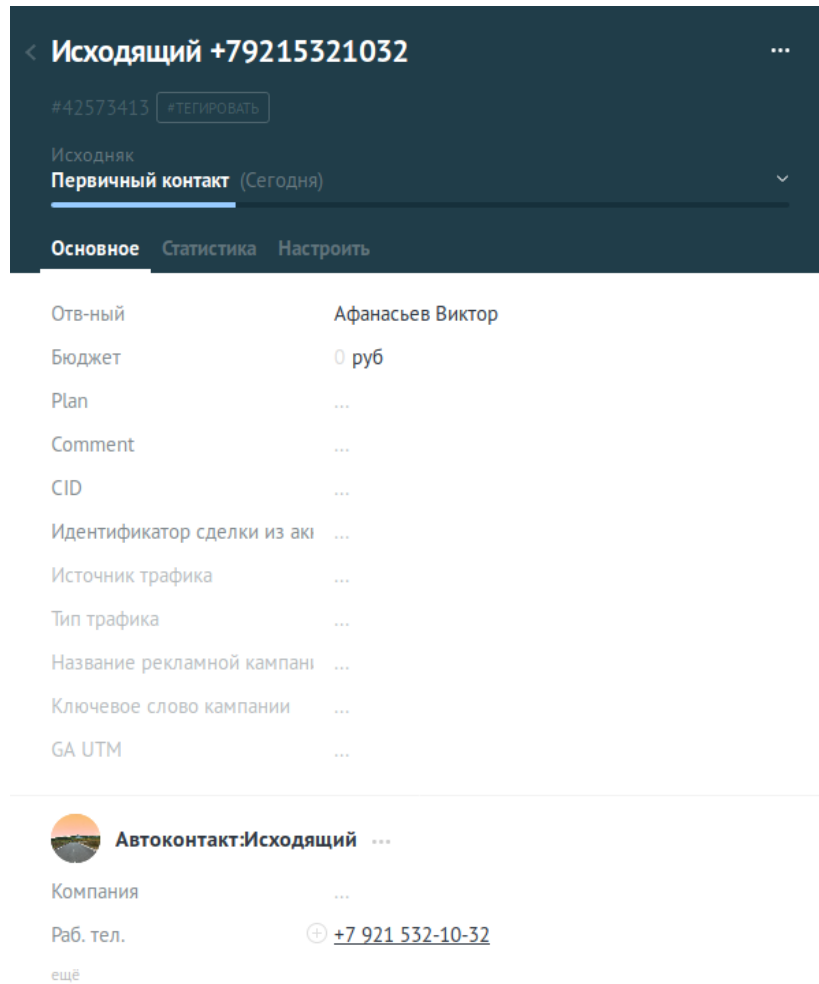 Исходящий +79215321032
#42573413 #ТЕГИРОВАТЬ
Исходняк
Первичный контакт (Сегодня)
Основное Статистика Настроить
Отв-ный Афанасьев Виктор
Бюджет 0 руб
Plan ...
Comment ...
CID ...
Идентификатор сделки из ...
Источник трафика ...
Тип трафика ...
Название рекламной кампани ...
Ключевое слово кампании ...
GA UTM ...
Автоконтакт:Исходящий ...
Компания ...
Раб. тел. +7 921 532-10-32
ещё